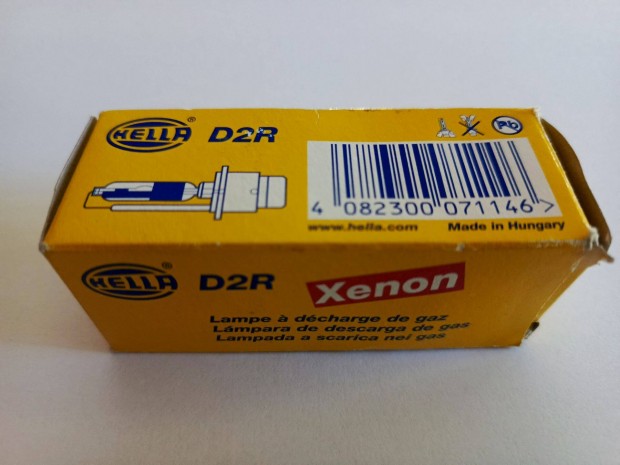 HELLA D2R
Pb
4 082300 071146 >
www.hella.com Made in Hungary
HELLA D2R Xenon
Lampe à décharge de gaz
Lámpara de descarga de gas
Lampada a scarica nei gas